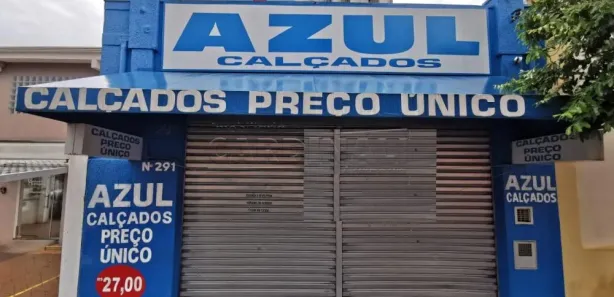 AZUL
CALÇADOS
CALÇADOS PREÇO ÚNICO
CALÇADOS
PREÇO
ÚNICO
CALÇADOS
PREÇO
ÚNICO
Nº 291
AZUL
CALÇADOS
PREÇO
ÚNICO
R$ 27,00
AZUL
CALÇADOS